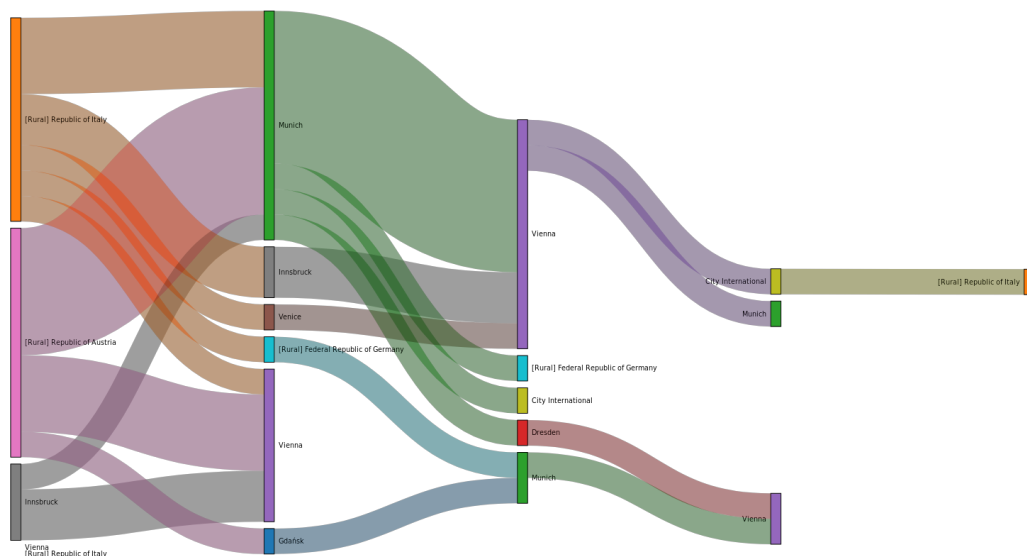 [Rural] Republic of Italy
[Rural] Republic of Austria
Innsbruck
Vienna
[Rural] Republic of Italy
Munich
Innsbruck
Venice
[Rural] Federal Republic of Germany
Vienna
Gdańsk
Vienna
[Rural] Federal Republic of Germany
City International
Dresden
Munich
City International
Munich
Vienna
[Rural] Republic of Italy